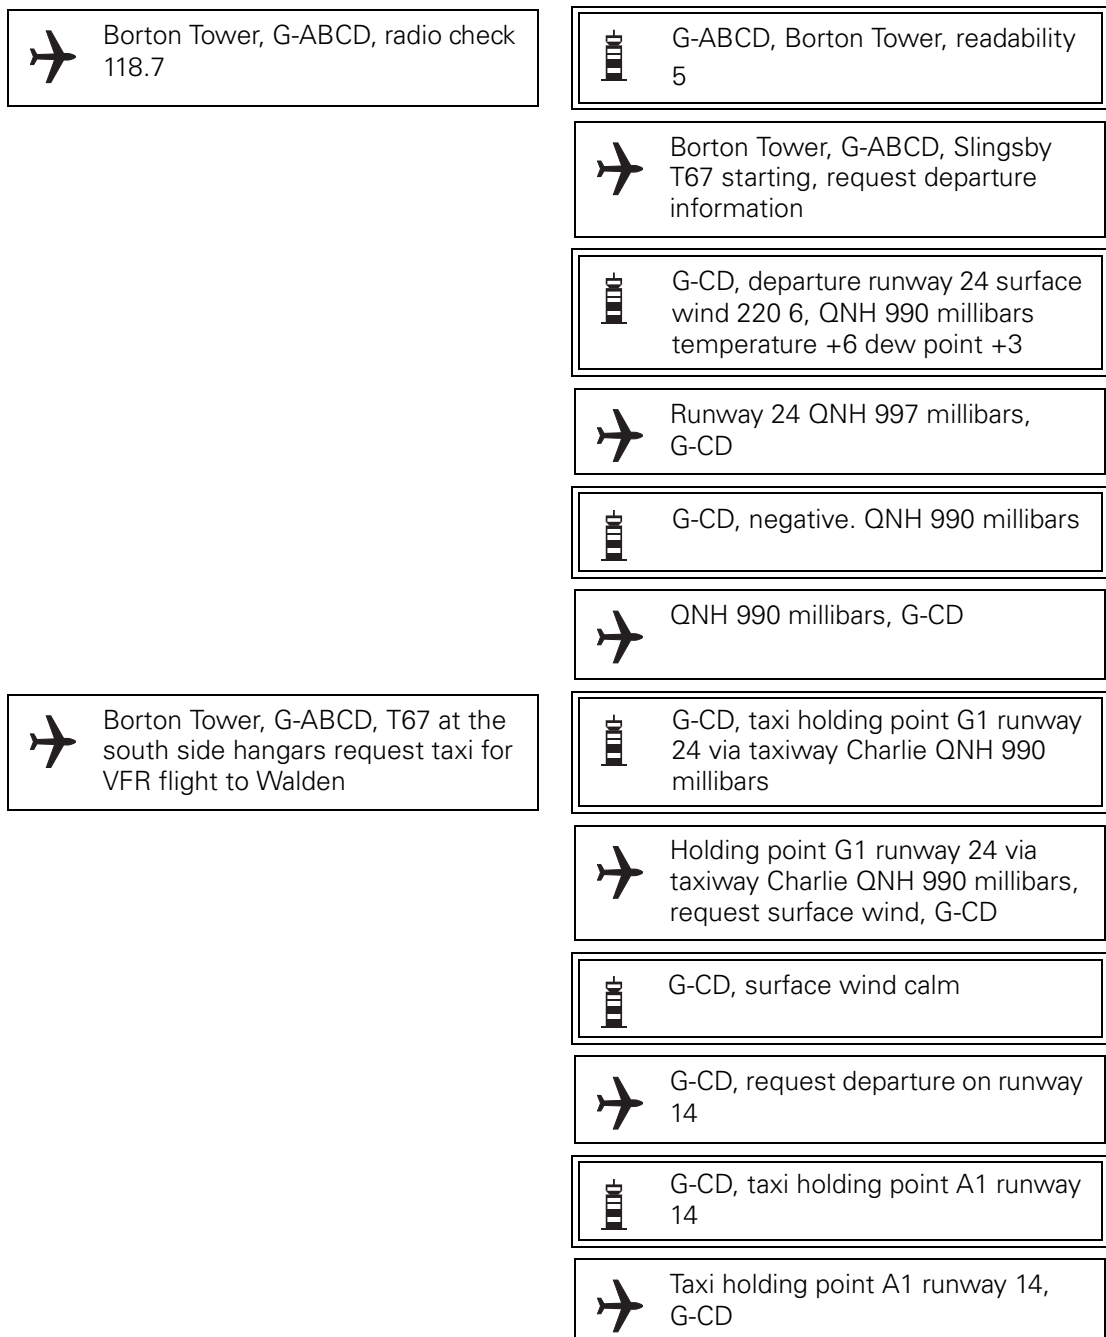 Borton Tower, G-ABCD, radio check
118.7
G-ABCD, Borton Tower, readability
5
Borton Tower, G-ABCD, Slingsby
T67 starting, request departure
information
G-CD, departure runway 24 surface
wind 220 6, QNH 990 millibars
temperature +6 dew point +3
Runway 24 QNH 997 millibars,
G-CD
G-CD, negative. QNH 990 millibars
QNH 990 millibars, G-CD
Borton Tower, G-ABCD, T67 at the
south side hangars request taxi for
VFR flight to Walden
G-CD, taxi holding point G1 runway
24 via taxiway Charlie QNH 990
millibars
Holding point G1 runway 24 via
taxiway Charlie QNH 990 millibars,
request surface wind, G-CD
G-CD, surface wind calm
G-CD, request departure on runway
14
G-CD, taxi holding point A1 runway
14
Taxi holding point A1 runway 14,
G-CD